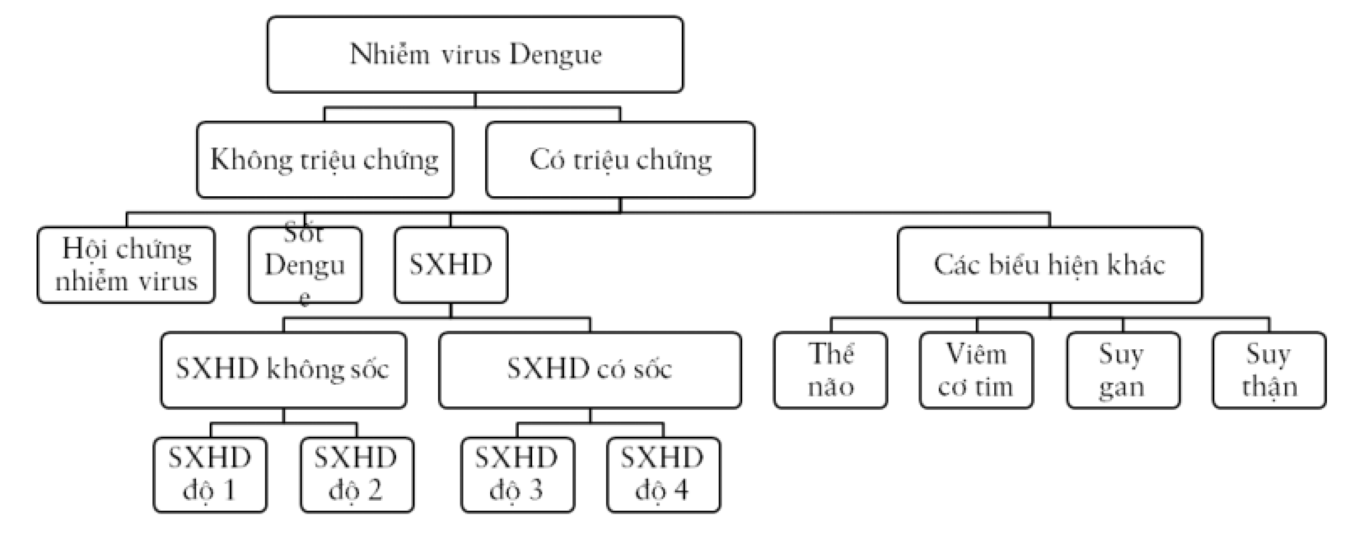 Nhiễm virus Dengue
Không triệu chứng
Có triệu chứng
Hội chứng
nhiễm virus
Sốt
Dengu
e
SXHD
Các biểu hiện khác
SXHD không sốc
SXHD có sốc
Thể
não
Viêm
cơ tim
Suy
gan
Suy
thận
SXHD
độ 1
SXHD
độ 2
SXHD
độ 3
SXHD
độ 4